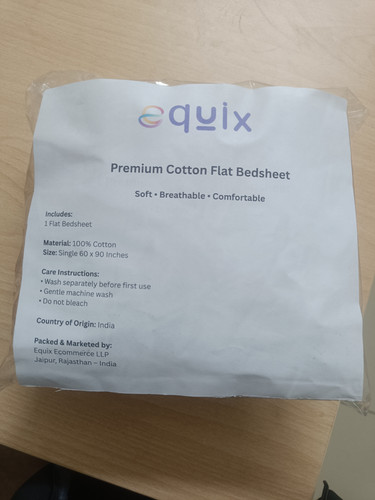 equix
Premium Cotton Flat Bedsheet
Soft • Breathable • Comfortable
Includes:
1 Flat Bedsheet
Material: 100% Cotton
Size: Single 60 x 90 Inches
Care Instructions:
• Wash separately before first use
• Gentle machine wash
• Do not bleach
Country of Origin: India
Packed & Marketed by:
Equix Ecommerce LLP
Jaipur, Rajasthan – India